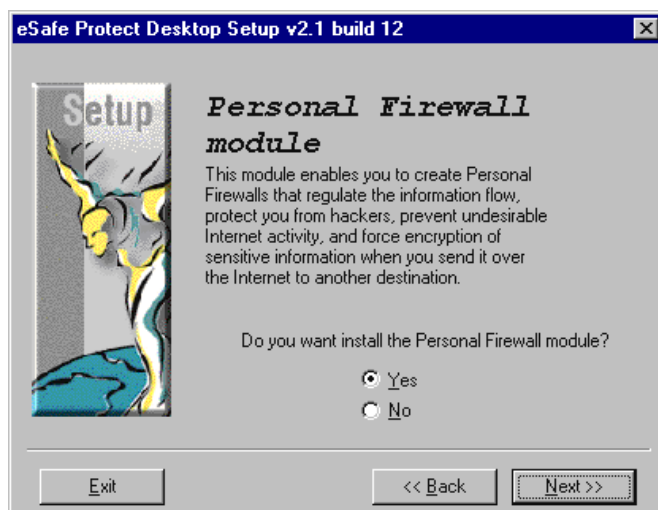 eSafe Protect Desktop Setup v2.1 build 12
Setup
Personal Firewall
module
This module enables you to create Personal
Firewalls that regulate the information flow,
protect you from hackers, prevent undesirable
Internet activity, and force encryption of
sensitive information when you send it over
the Internet to another destination.
Do you want install the Personal Firewall module?
Yes
No
Exit
<< Back
Next >>